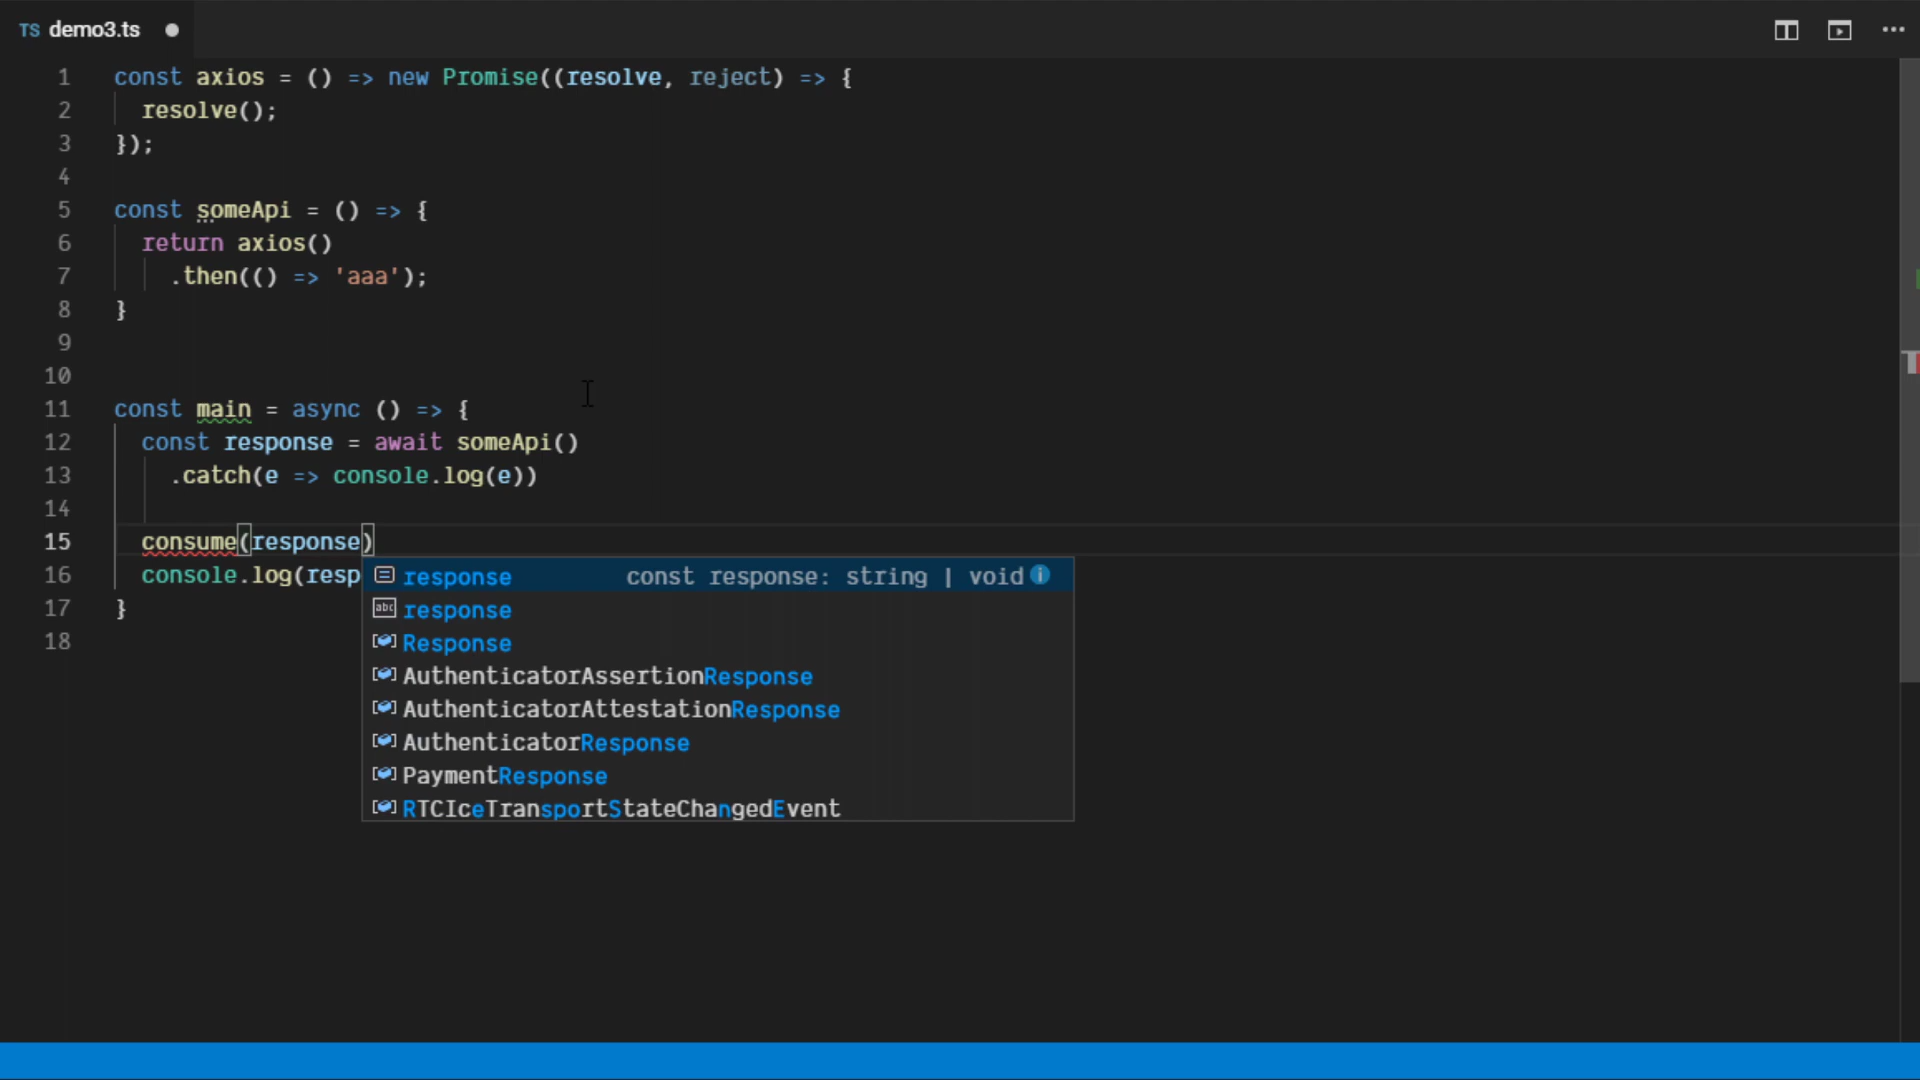 TS demo3.ts
1 const axios = () => new Promise((resolve, reject) => {
2 resolve();
3 });
4
5 const someApi = () => {
6 return axios()
7 .then(() => 'aaa');
8 }
9
10
11 const main = async () => {
12 const response = await someApi()
13 .catch(e => console.log(e))
14
15 consume(response)
16 console.log(resp
response const response: string | void
abc response
17 }
Response
18
AuthenticatorAssertionResponse
AuthenticatorAttestationResponse
AuthenticatorResponse
PaymentResponse
RTCIceTransportStateChangedEvent